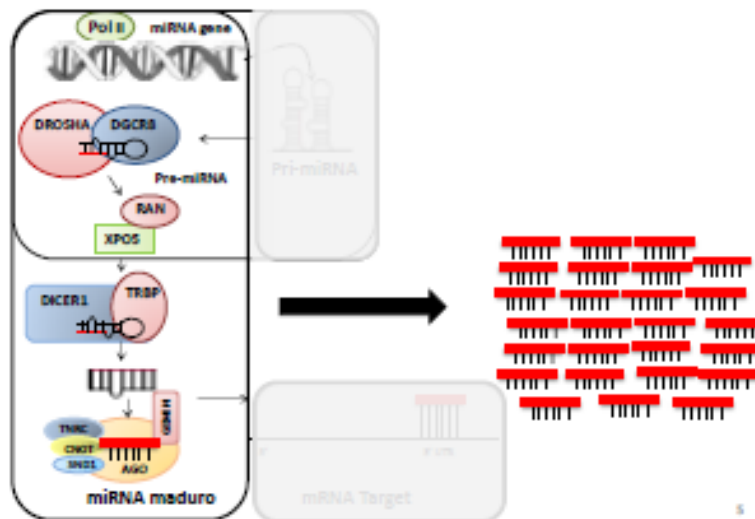 Pol II
miRNA gene
DROSHA
DGCR8
Pri-miRNA
Pre-miRNA
RAN
XPO5
DICER1
TRBP
TNRC
CNOT
SND1
AGO
miRNA maduro
mRNA Target
5